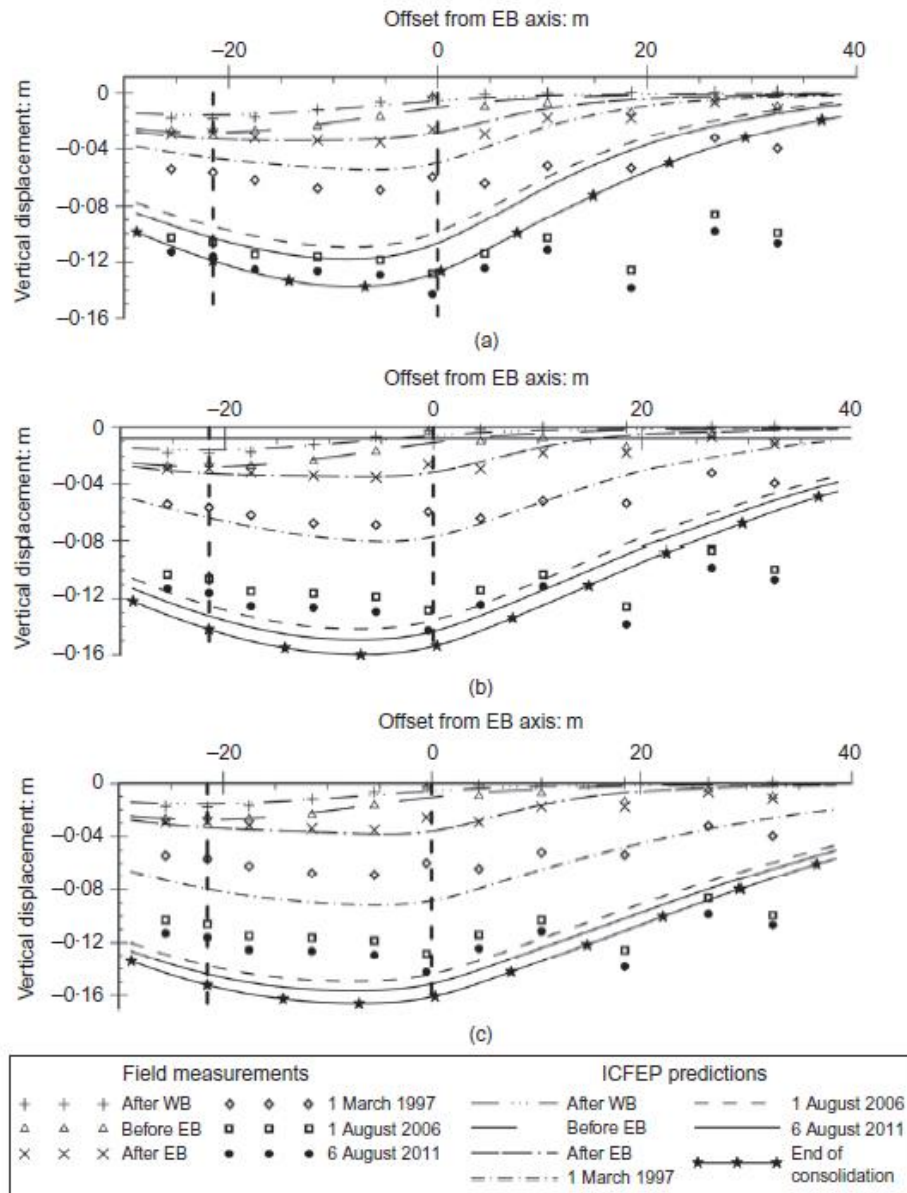 Offset from EB axis: m
–20 0 20 40
0
–0·04
–0·08
–0·12
–0·16
Vertical displacement: m
(a)
Offset from EB axis: m
–20 0 20 40
0
–0·04
–0·08
–0·12
–0·16
Vertical displacement: m
(b)
Offset from EB axis: m
–20 0 20 40
0
–0·04
–0·08
–0·12
–0·16
Vertical displacement: m
(c)
Field measurements
After WB
Before EB
After EB
1 March 1997
1 August 2006
6 August 2011
ICFEP predictions
After WB
Before EB
After EB
1 March 1997
1 August 2006
6 August 2011
End of
consolidation